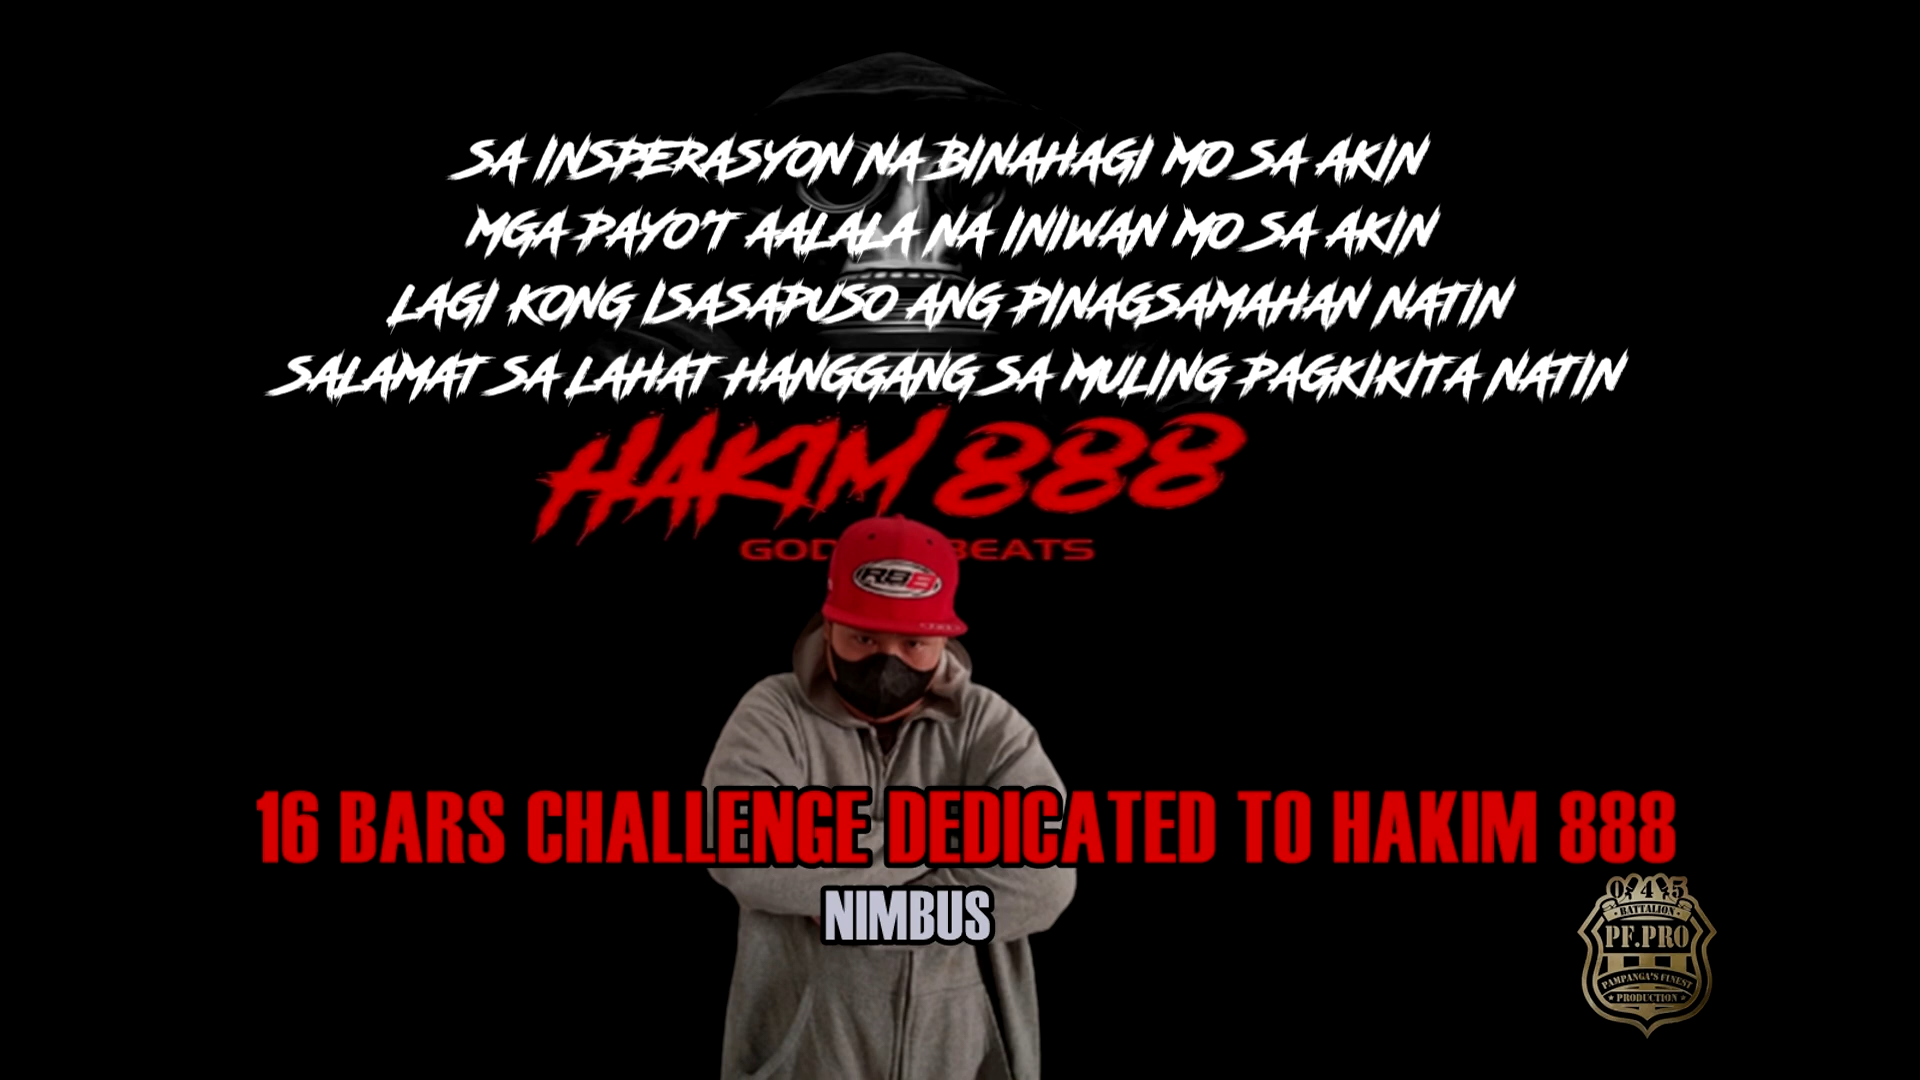 SA INSPERASYON NA BINAHAGI MO SA AKIN
MGA PAYO'T AALALA NA INIWAN MO SA AKIN
LAGI KONG ISASAPUSO ANG PINAGSAMAHAN NATIN
SALAMAT SA LAHAT HANGGANG SA MULING PAGKIKITA NATIN
HAKIM 888
GOD BEATS
16 BARS CHALLENGE DEDICATED TO HAKIM 888
NIMBUS
045
BATTALION
PF.PRO
PAMPANGA'S FINEST
PRODUCTION